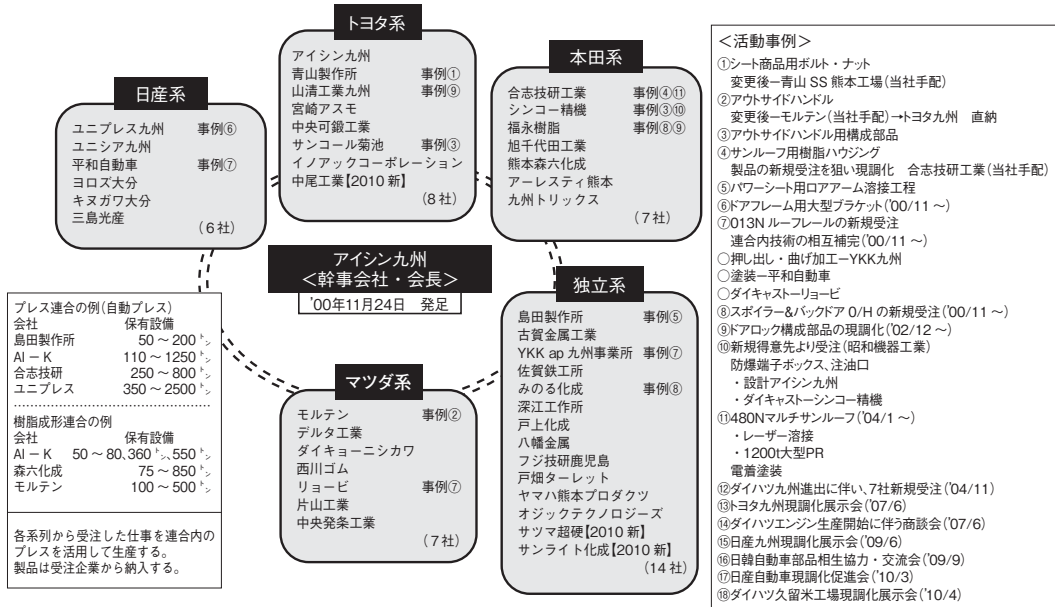 トヨタ系
アイシン九州
青山製作所 事例①
山清工業九州 事例⑨
宮崎アスモ
中央可鍛工業
サンコール菊池 事例③
イノアックコーポレーション
中尾工業【2010 新】
(8社)
日産系
ユニプレス九州 事例⑥
ユニシア九州
平和自動車 事例⑦
ヨロズ大分
キヌガワ大分
三島光産
(6社)
本田系
合志技研工業 事例④⑪
シンコー精機 事例③⑩
福永樹脂 事例⑧⑨
旭千代田工業
熊本森六化成
アーレスティ熊本
九州トリックス
(7社)
アイシン九州
<幹事会社・会長>
'00年11月24日 発足
マツダ系
モルテン 事例②
デルタ工業
ダイキョーニシカワ
西川ゴム
リョービ 事例⑦
片山工業
中央発条工業
(7社)
独立系
島田製作所 事例⑤
古賀金属工業
YKK ap 九州事業所 事例⑦
佐賀鉄工所
みのる化成 事例⑧
深江工作所
戸上化成
八幡金属
フジ技研鹿児島
戸畑ターレット
ヤマハ熊本プロダクツ
オジックテクノロジーズ
サツマ超硬【2010 新】
サンライト化成【2010 新】
(14社)
プレス連合の例(自動プレス)
会社 保有設備
島田製作所 50～200㌧
AI－K 110～1250㌧
合志技研 250～800㌧
ユニプレス 350～2500㌧
樹脂成形連合の例
会社 保有設備
AI－K 50～80、360㌧、550㌧
森六化成 75～850㌧
モルテン 100～500㌧
各系列から受注した仕事を連合内の
プレスを活用して生産する。
製品は受注企業から納入する。
＜活動事例＞
①シート商品用ボルト・ナット
変更後ー青山 SS 熊本工場(当社手配)
②アウトサイドハンドル
変更後ーモルテン(当社手配)→トヨタ九州 直納
③アウトサイドハンドル用構成部品
④サンルーフ用樹脂ハウジング
製品の新規受注を狙い現調化 合志技研工業(当社手配)
⑤パワーシート用ロアアーム溶接工程
⑥ドアフレーム用大型ブラケット('00/11～)
⑦013N ルーフレールの新規受注
連合内技術の相互補完('00/11～)
○押し出し・曲げ加工ーYKK九州
○塗装ー平和自動車
○ダイキャストーリョービ
⑧スポイラー&バックドア O/H の新規受注('00/11～)
⑨ドアロック構成部品の現調化('02/12～)
⑩新規得意先より受注(昭和機器工業)
防爆端子ボックス、注油口
・設計アイシン九州
・ダイキャストーシンコー精機
⑪480Nマルチサンルーフ('04/1～)
・レーザー溶接
・1200t大型PR
電着塗装
⑫ダイハツ九州進出に伴い、7社新規受注('04/11)
⑬トヨタ九州現調化展示会('07/6)
⑭ダイハツエンジン生産開始に伴う商談会('07/6)
⑮日産九州現調化展示会('09/6)
⑯日韓自動車部品相生協力・交流会('09/9)
⑰日産自動車現調化促進会('10/3)
⑱ダイハツ久留米工場現調化展示会('10/4)